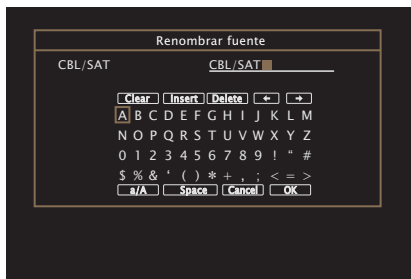 Renombrar fuente
CBL/SAT CBL/SAT
Clear Insert Delete ← →
A B C D E F G H I J K L M
N O P Q R S T U V W X Y Z
0 1 2 3 4 5 6 7 8 9 ! “ #
$ % & ‘ ( ) * + , ; < = >
a/A Space Cancel OK